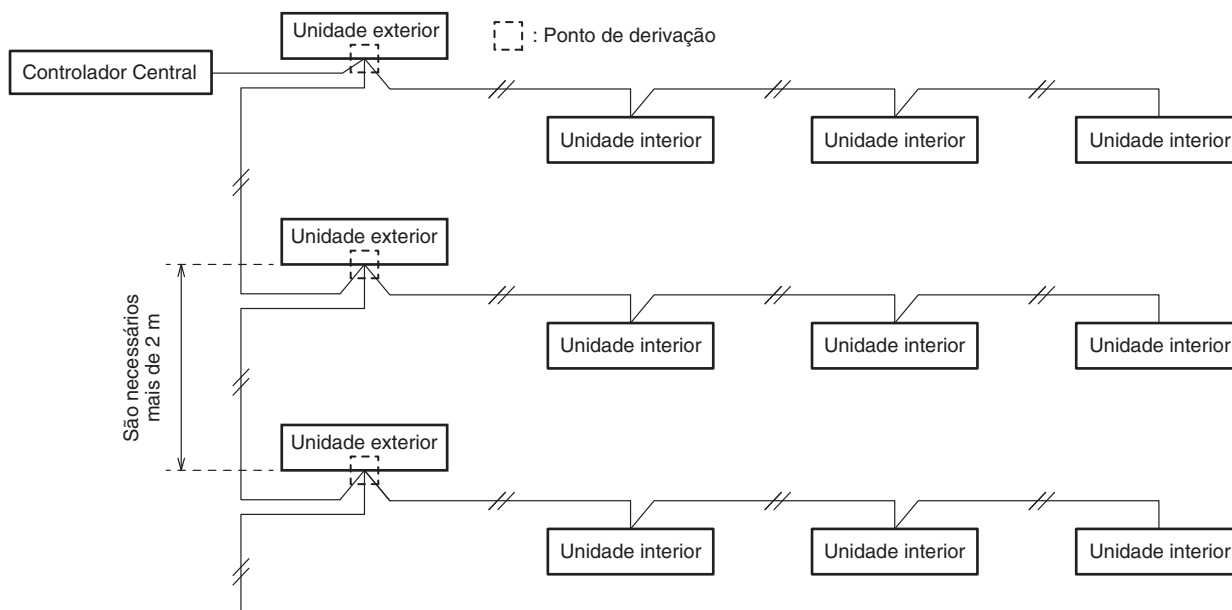 Unidade exterior
: Ponto de derivação
Controlador Central
Unidade interior
Unidade interior
Unidade interior
Unidade exterior
São necessários
mais de 2 m
Unidade interior
Unidade interior
Unidade interior
Unidade exterior
Unidade interior
Unidade interior
Unidade interior